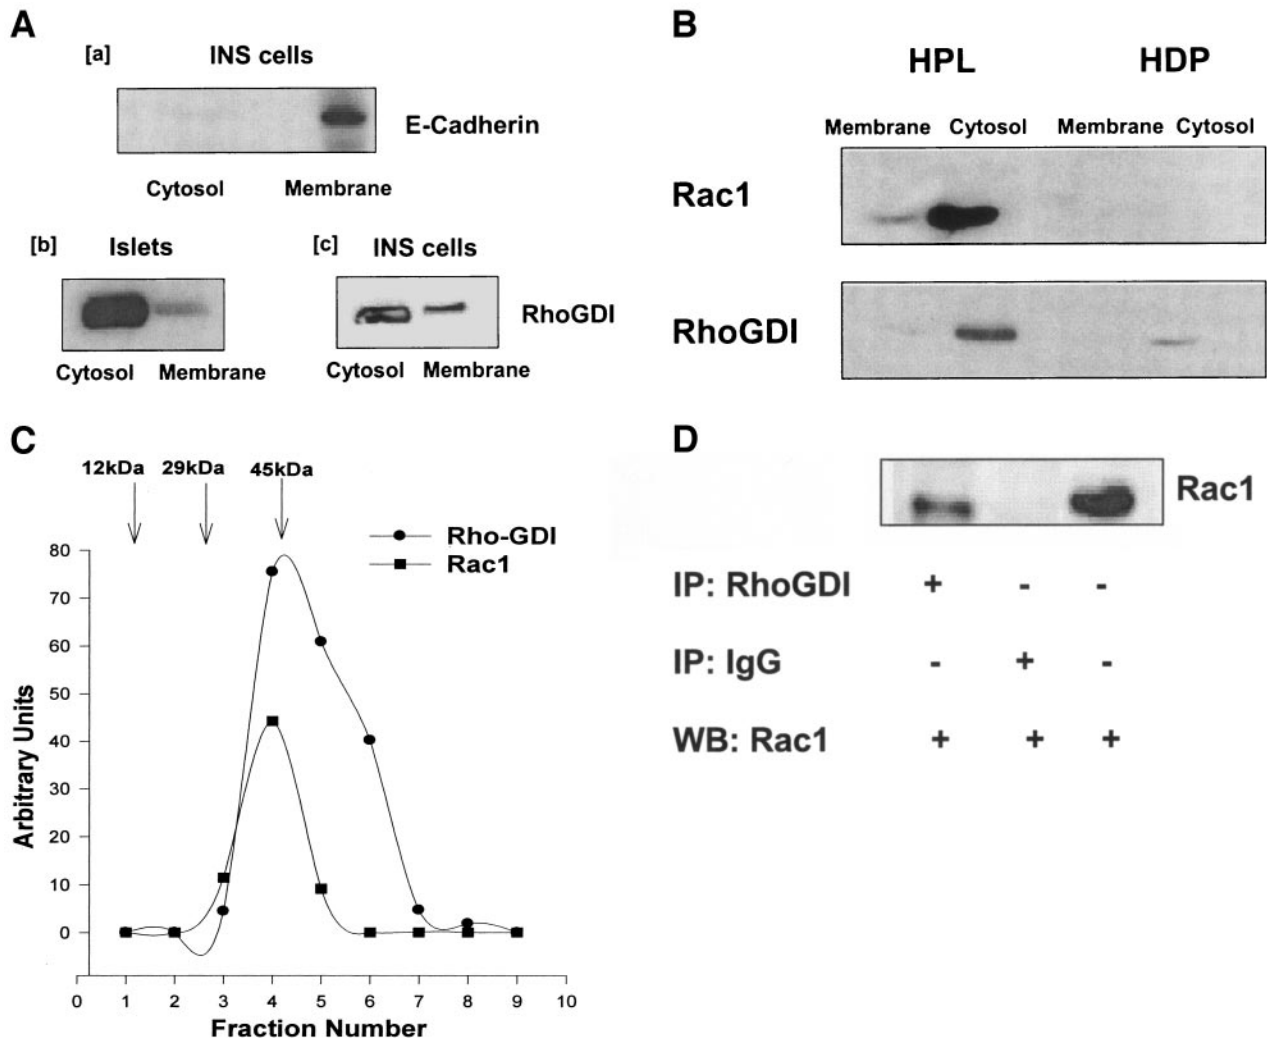 A
[a] INS cells
E-Cadherin
Cytosol Membrane
[b] Islets [c] INS cells
RhoGDI
Cytosol Membrane Cytosol Membrane
B
HPL HDP
Membrane Cytosol Membrane Cytosol
Rac1
RhoGDI
C
12kDa 29kDa 45kDa
Rho-GDI
Rac1
80
70
60
50
40
30
20
10
0
Arbitrary Units
0 1 2 3 4 5 6 7 8 9 10
Fraction Number
D
Rac1
IP: RhoGDI + - -
IP: IgG - + -
WB: Rac1 + + +